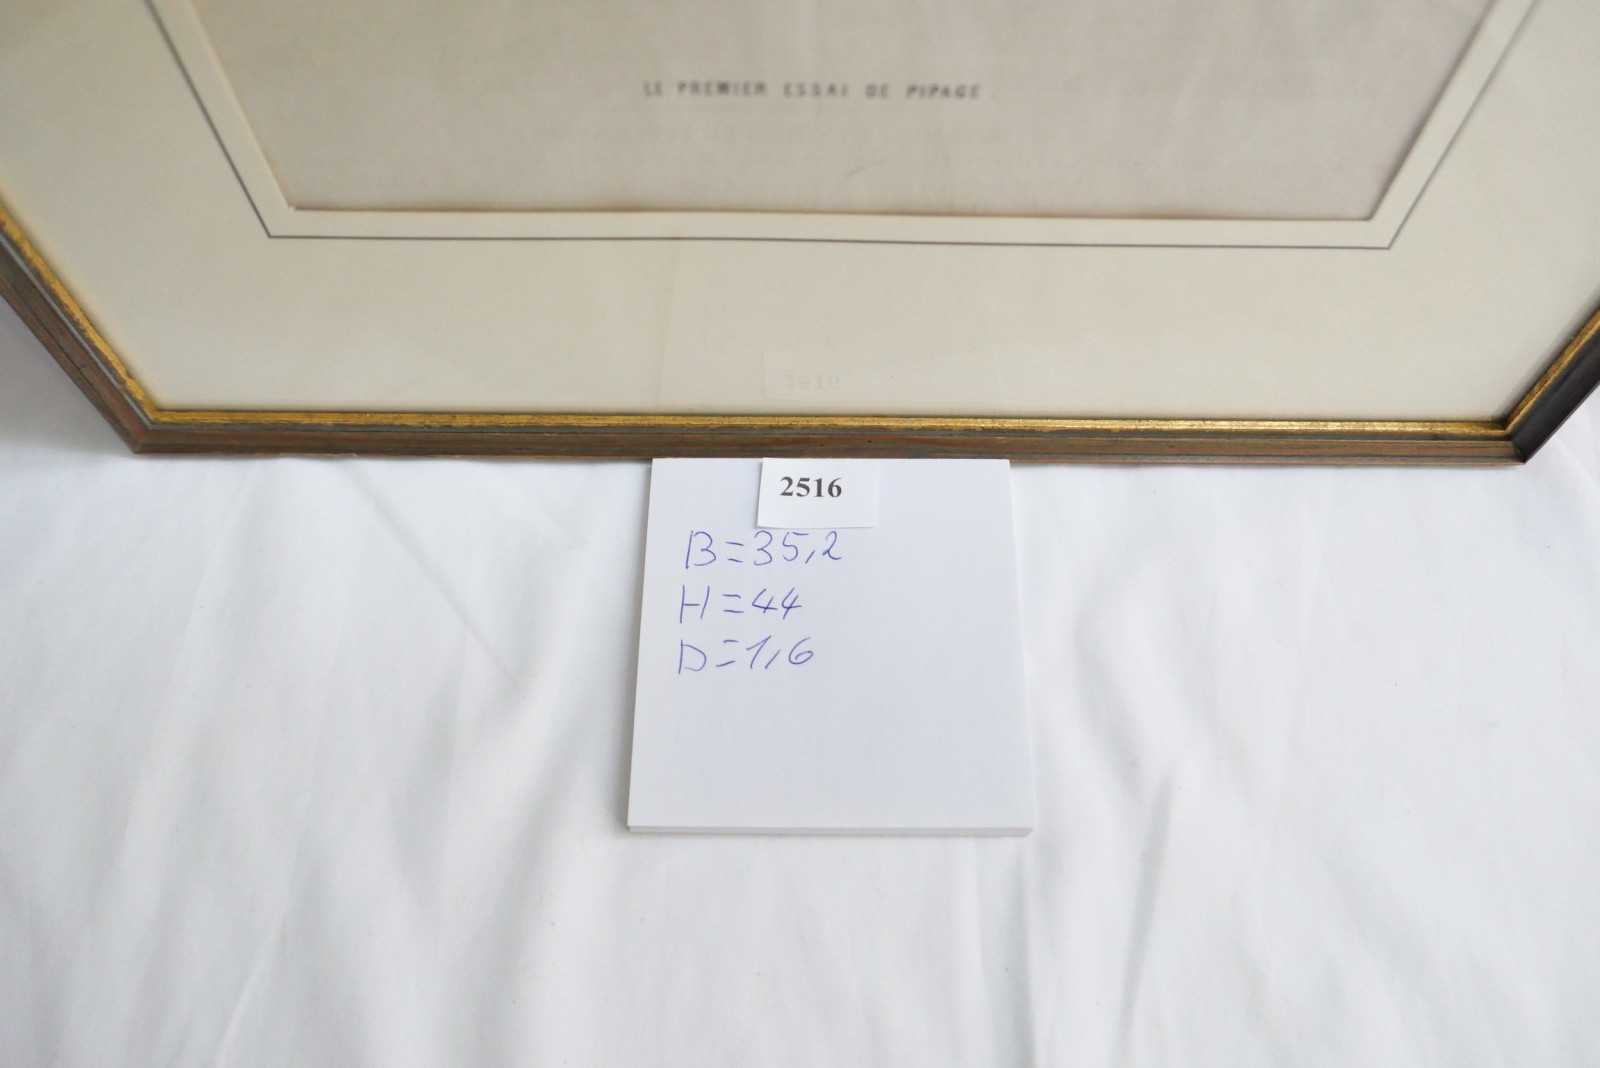 LE PREMIER ESSAI DE PIPAGE
2516
B=35,2
H=44
D=1,6